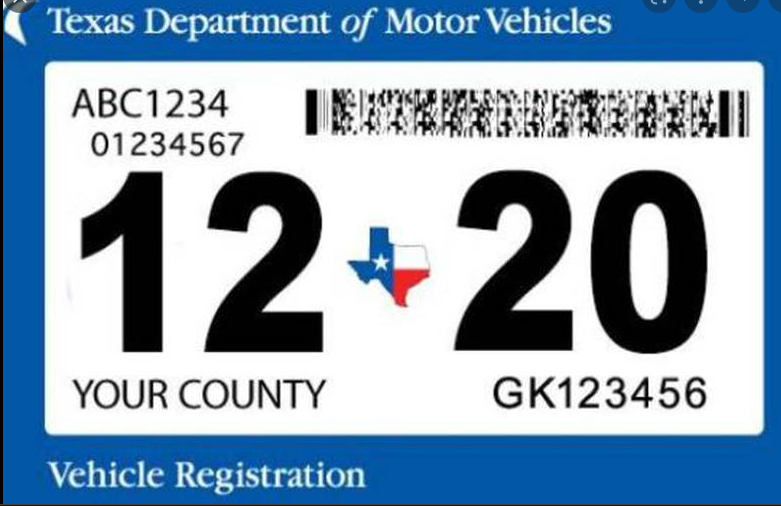 Texas Department of Motor Vehicles
ABC1234
01234567
12 20
YOUR COUNTY GK123456
Vehicle Registration